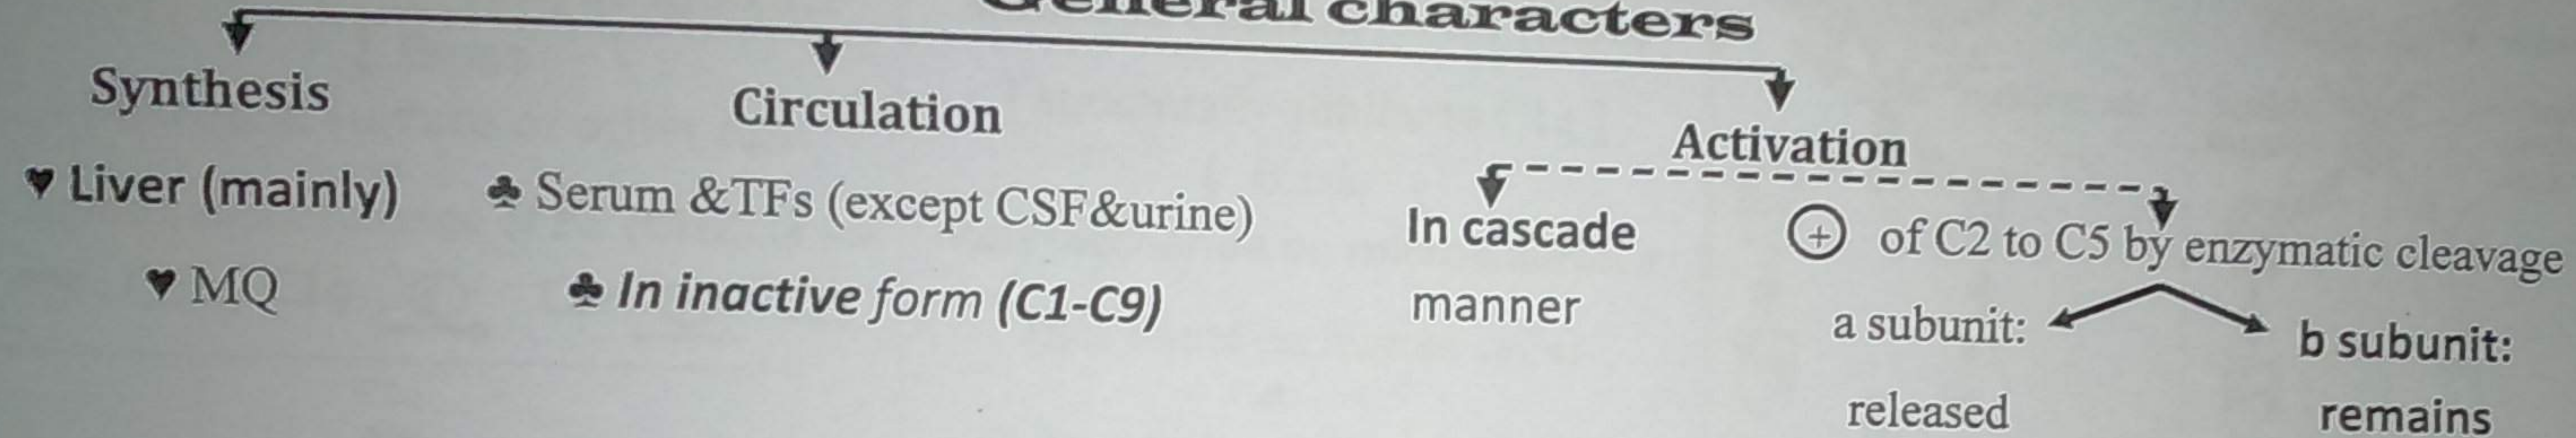 General characters
Synthesis
Circulation
Activation
♥ Liver (mainly)
♥ MQ
♣ Serum &TFs (except CSF&urine)
♣ In inactive form (C1-C9)
In cascade
manner
⊕ of C2 to C5 by enzymatic cleavage
a subunit:
released
b subunit:
remains